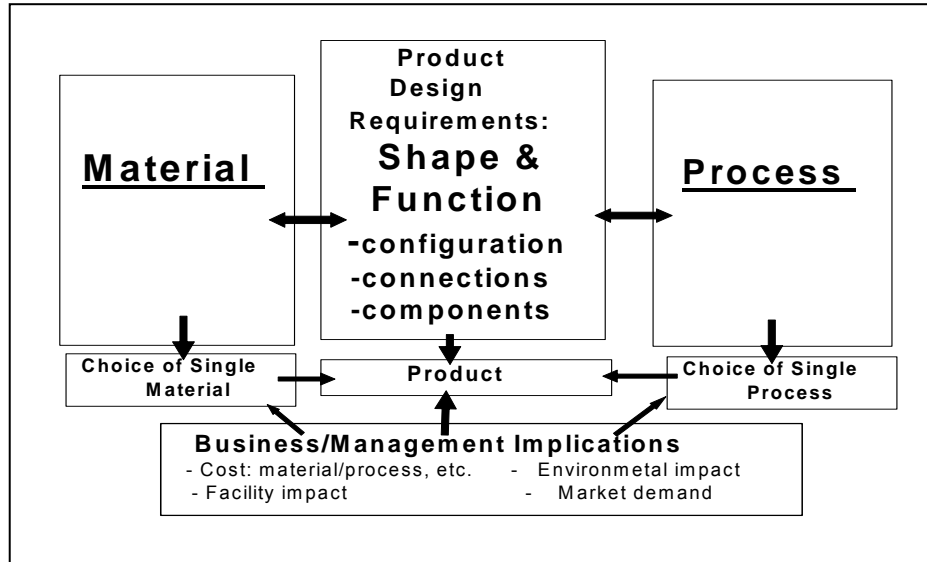 Product
Design
Requirements:
Shape &
Function
-configuration
-connections
-components
Material
Process
Choice of Single
Material
Product
Choice of Single
Process
Business/Management Implications
- Cost: material/process, etc.
- Environmetal impact
- Facility impact
- Market demand